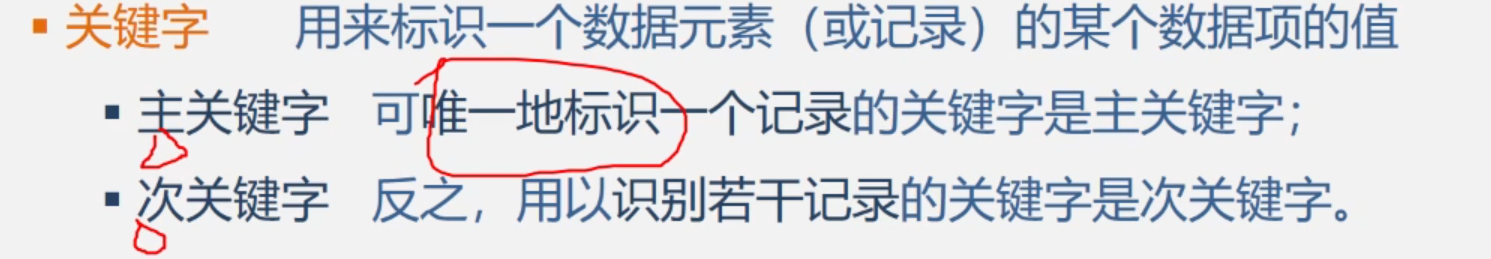 ▪ 关键字 用来标识一个数据元素（或记录）的某个数据项的值
▪ 主关键字 可唯一地标识一个记录的关键字是主关键字；
▪ 次关键字 反之，用以识别若干记录的关键字是次关键字。